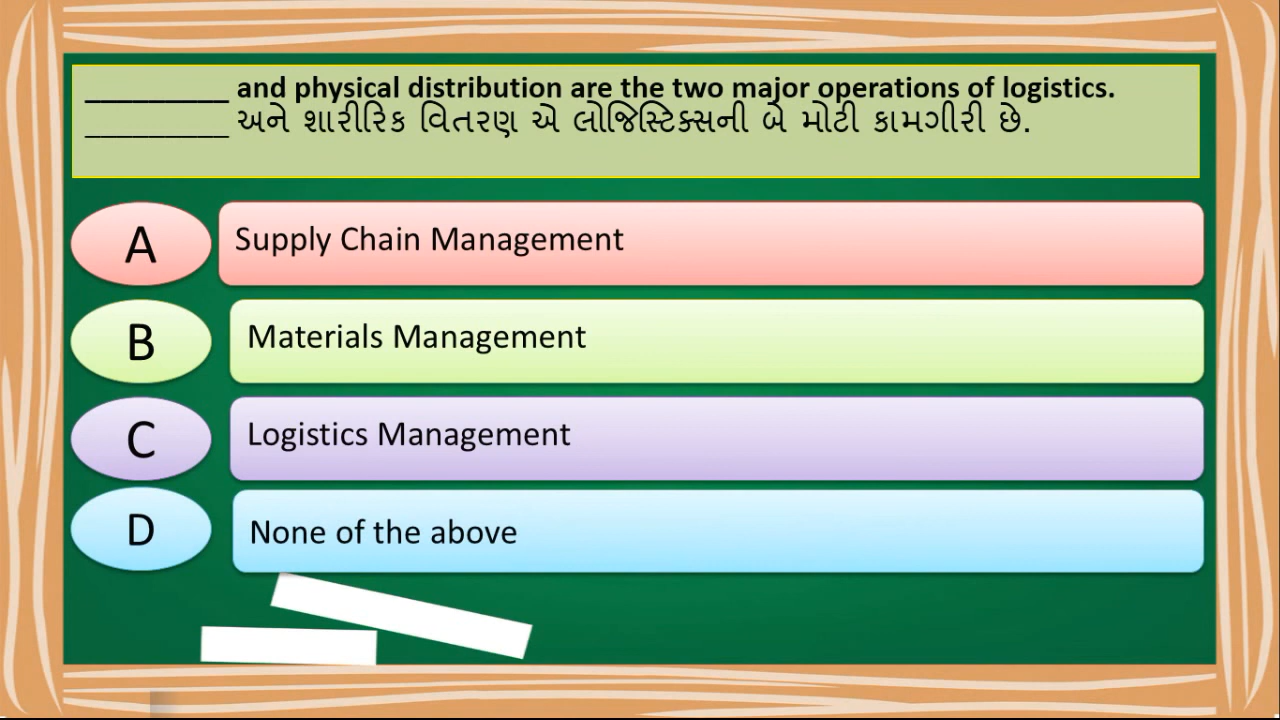 _________ and physical distribution are the two major operations of logistics.
_________ અને શારીરિક વિતરણ એ લોજિસ્ટિક્સની બે મોટી કામગીરી છે.
A Supply Chain Management
B Materials Management
C Logistics Management
D None of the above